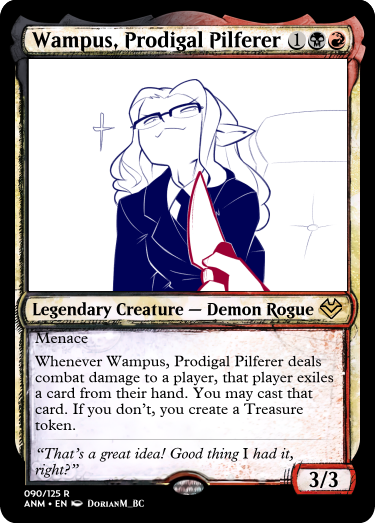 Wampus, Prodigal Pilferer 1
Legendary Creature — Demon Rogue
Menace
Whenever Wampus, Prodigal Pilferer deals
combat damage to a player, that player exiles
a card from their hand. You may cast that
card. If you don't, you create a Treasure
token.
"That's a great idea! Good thing I had it,
right?"
3/3
090/125 R
ANM • EN DorianM_BC